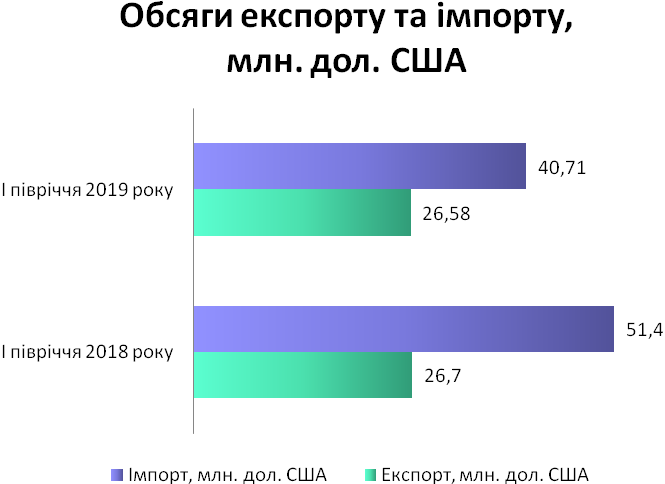 Обсяги експорту та імпорту,
млн. дол. США
І півріччя 2019 року
40,71
26,58
І півріччя 2018 року
51,4
26,7
Імпорт, млн. дол. США
Експорт, млн. дол. США